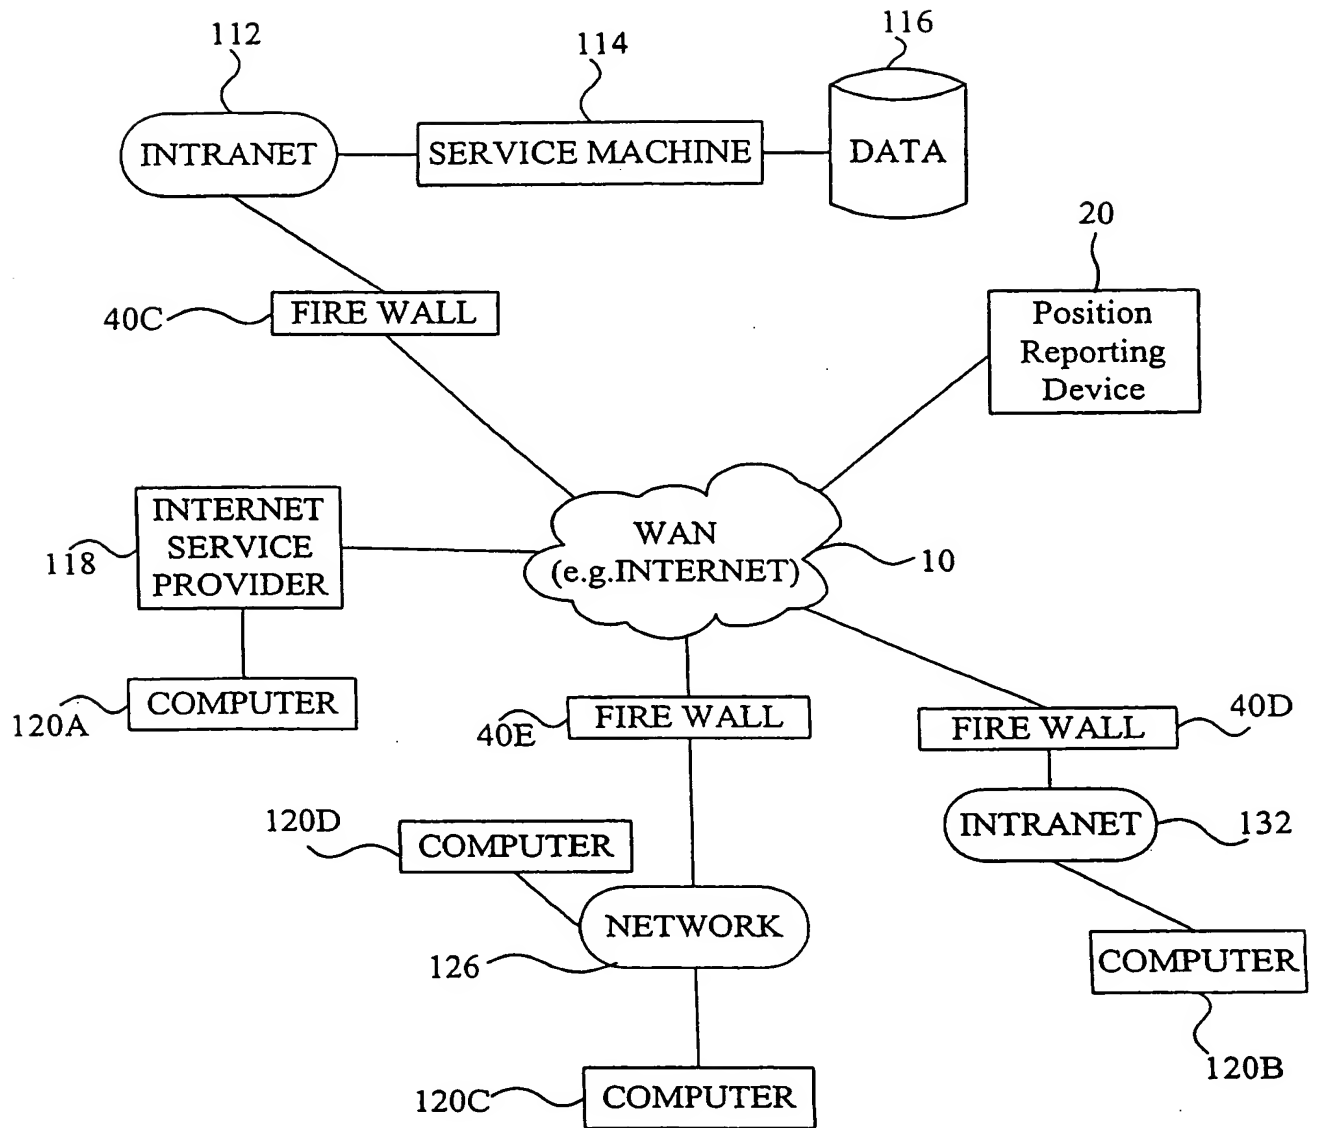 112
114
116
INTRANET
SERVICE MACHINE
DATA
20
40C
FIRE WALL
Position
Reporting
Device
INTERNET
SERVICE
PROVIDER
118
WAN
(e.g.INTERNET)
10
COMPUTER
120A
FIRE WALL
40E
FIRE WALL
40D
120D
COMPUTER
INTRANET
132
NETWORK
126
COMPUTER
120B
120C
COMPUTER